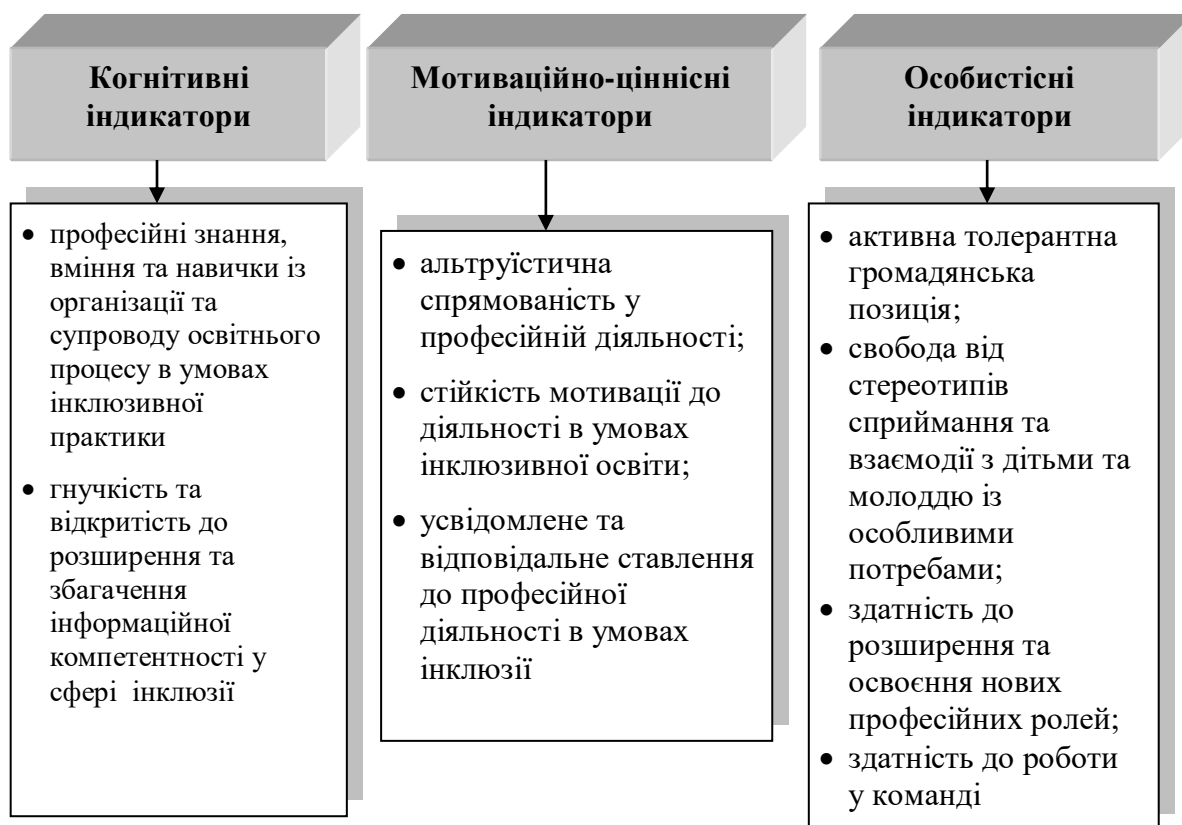 Когнітивні
індикатори
професійні знання,
вміння та навички із
організації та
супроводу освітнього
процесу в умовах
інклюзивної
практики
гнучкість та
відкритість до
розширення та
збагачення
інформаційної
компетентності у
сфері інклюзії
Мотиваційно-ціннісні
індикатори
альтруїстична
спрямованість у
професійній діяльності;
стійкість мотивації до
діяльності в умовах
інклюзивної освіти;
усвідомлене та
відповідальне ставлення
до професійної
діяльності в умовах
інклюзії
Особистісні
індикатори
активна толерантна
громадянська
позиція;
свобода від
стереотипів
сприймання та
взаємодії з дітьми та
молоддю із
особливими
потребами;
здатність до
розширення та
освоєння нових
професійних ролей;
здатність до роботи
у команді